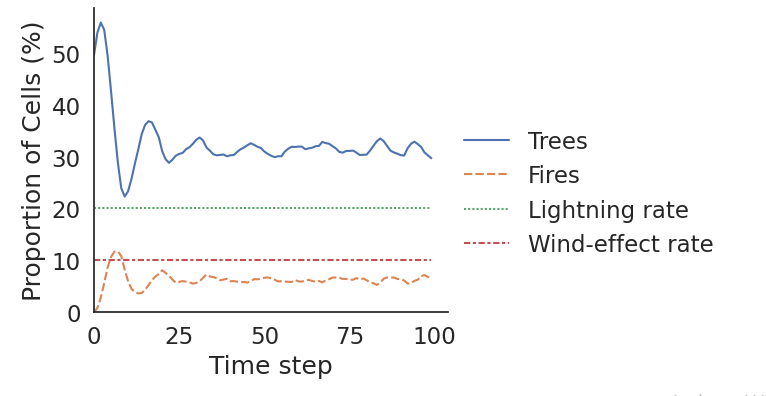 Proportion of Cells (%)
50
40
30
20
10
0
0 25 50 75 100
Time step
Trees
Fires
Lightning rate
Wind-effect rate